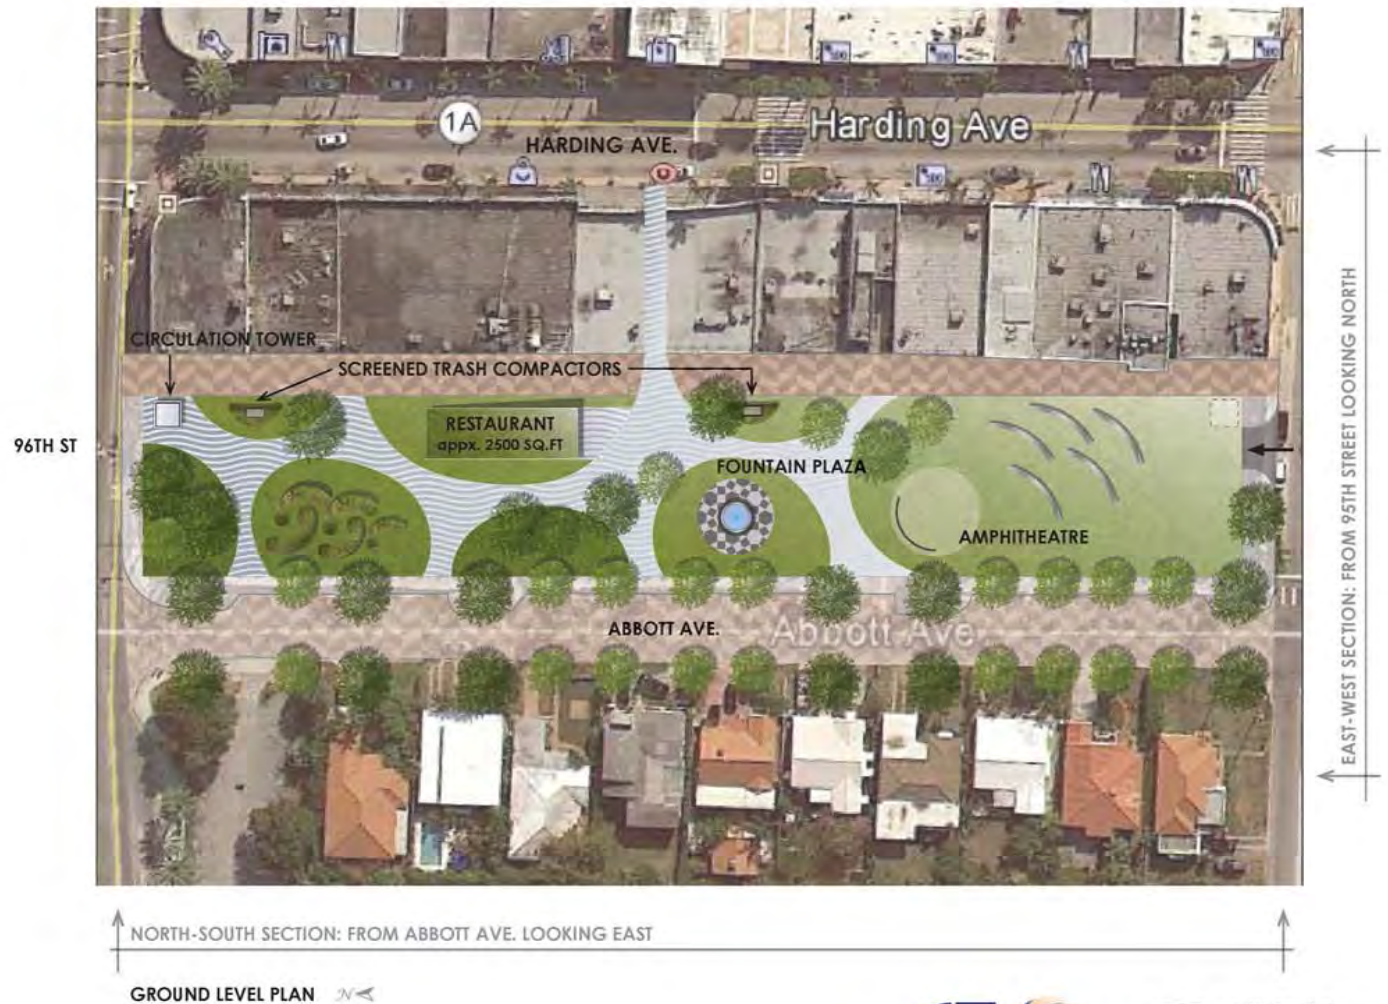 1A
Harding Ave
HARDING AVE.
CIRCULATION TOWER
SCREENED TRASH COMPACTORS
RESTAURANT
appx. 2500 SQ.FT
96TH ST
FOUNTAIN PLAZA
AMPHITHEATRE
ABBOTT AVE.
Abbott Ave
EAST-WEST SECTION: FROM 95TH STREET LOOKING NORTH
NORTH-SOUTH SECTION: FROM ABBOTT AVE. LOOKING EAST
GROUND LEVEL PLAN N